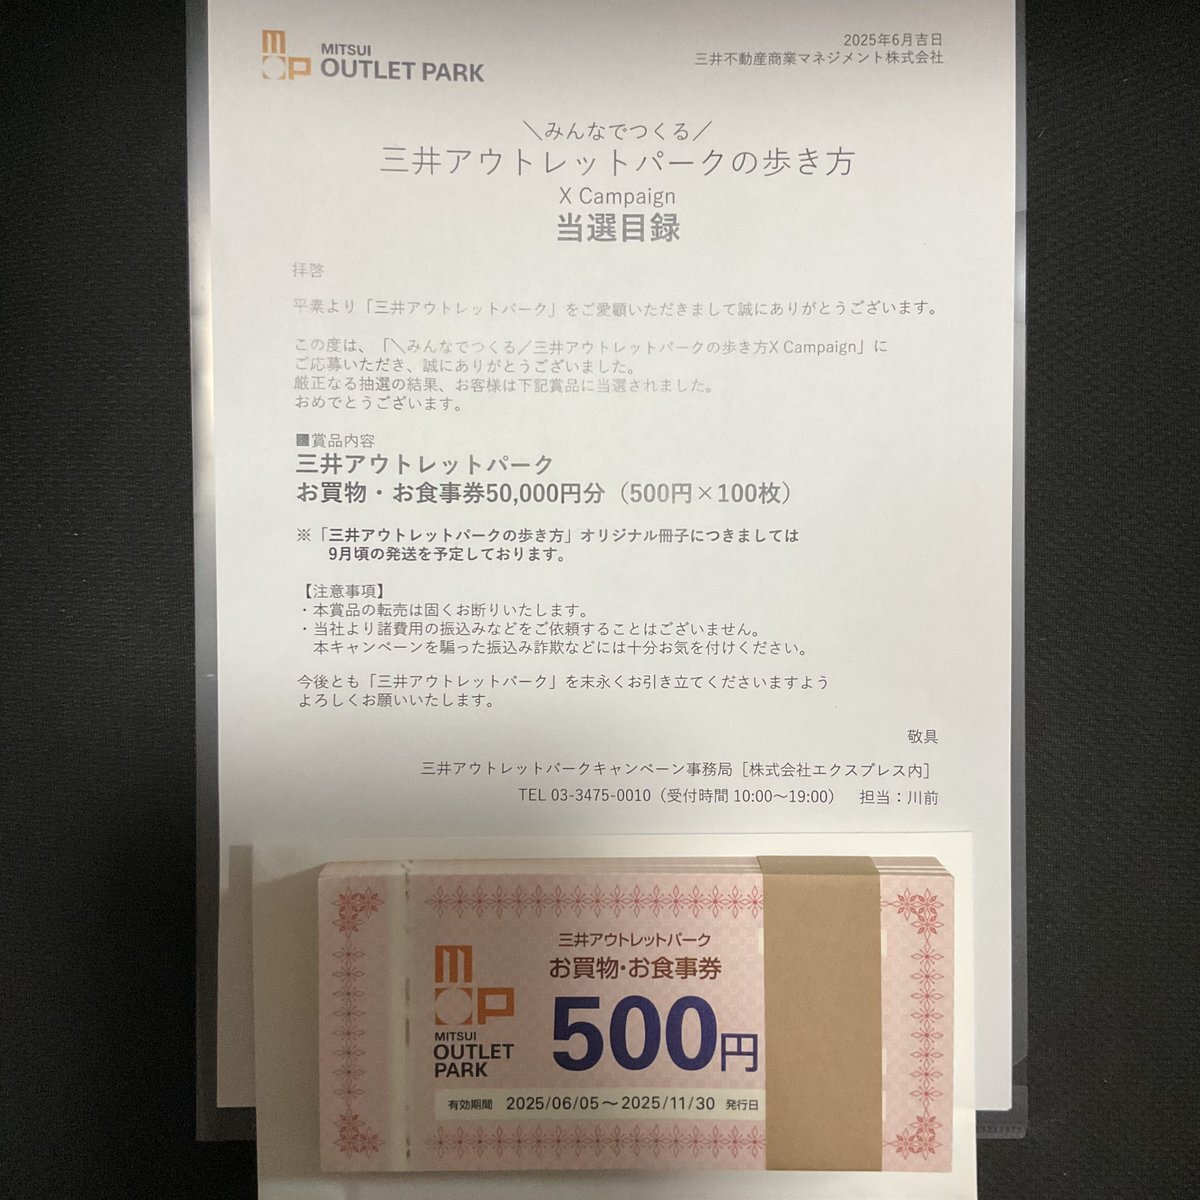 MITSUI
OUTLET PARK
2025年6月吉日
三井不動産商業マネジメント株式会社
＼みんなでつくる／
三井アウトレットパークの歩き方
X Campaign
当選目録
拝啓
平素より「三井アウトレットパーク」をご愛顧いただきまして誠にありがとうございます。
この度は、「＼みんなでつくる／三井アウトレットパークの歩き方X Campaign」に
ご応募いただき、誠にありがとうございました。
厳正なる抽選の結果、お客様は下記賞品に当選されました。
おめでとうございます。
■賞品内容
三井アウトレットパーク
お買物・お食事券50,000円分（500円×100枚）
※「三井アウトレットパークの歩き方」オリジナル冊子につきましては
9月頃の発送を予定しております。
【注意事項】
・本賞品の転売は固くお断りいたします。
・当社より諸費用の振込みなどをご依頼することはございません。
本キャンペーンを騙った振込み詐欺などには十分お気を付けください。
今後とも「三井アウトレットパーク」を末永くお引き立てくださいますよう
よろしくお願いいたします。
敬具
三井アウトレットパークキャンペーン事務局［株式会社エクスプレス内］
TEL 03-3475-0010（受付時間 10:00～19:00） 担当：川前
三井アウトレットパーク
お買物・お食事券
500円
MITSUI
OUTLET
PARK
有効期間 2025/06/05～2025/11/30 発行日